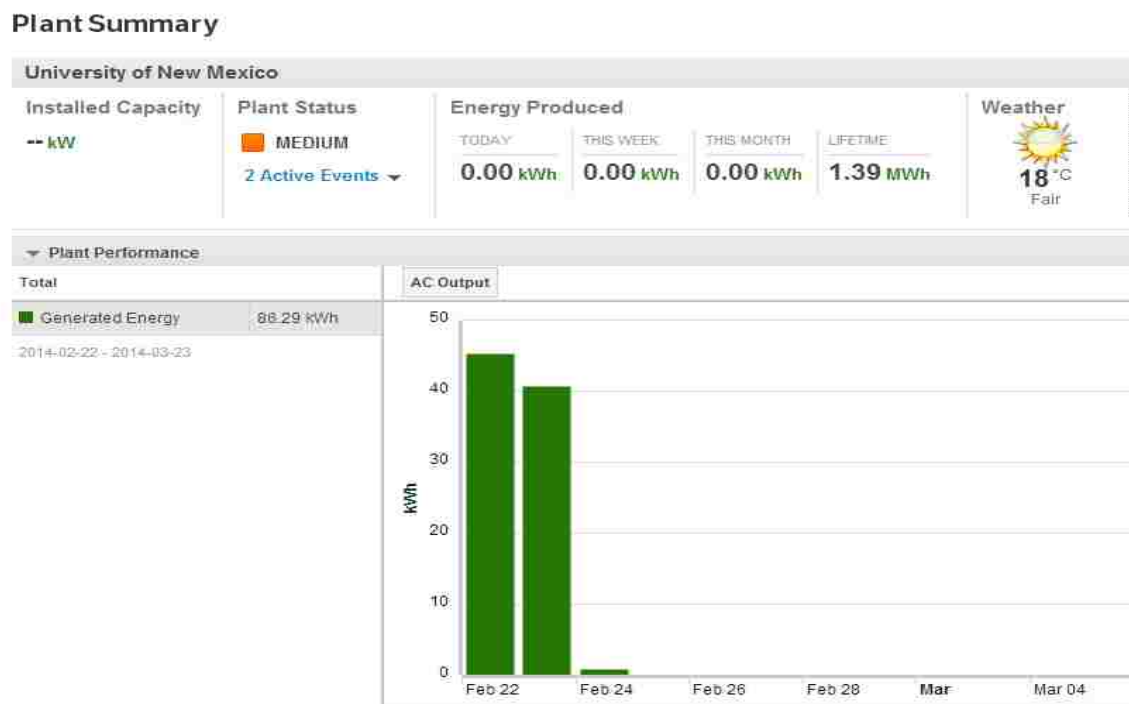 Plant Summary
University of New Mexico
Installed Capacity
-- kW
Plant Status
MEDIUM
2 Active Events
Energy Produced
TODAY
0.00 kWh
THIS WEEK
0.00 kWh
THIS MONTH
0.00 kWh
LIFETIME
1.39 MWh
Weather
18 °C
Fair
Plant Performance
Total
Generated Energy 86.29 kWh
2014-02-22 - 2014-03-23
AC Output
50
40
30
20
10
0
kWh
Feb 22 Feb 24 Feb 26 Feb 28 Mar Mar 04